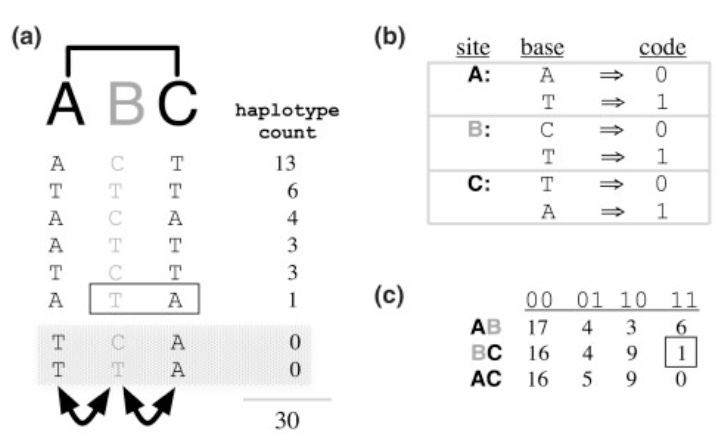 (a)
A B C
haplotype
count
A C T 13
T T T 6
A C A 4
A T T 3
T C T 3
A T A 1
T C A 0
T T A 0
30
(b)
site base code
A: A ⇒ 0
T ⇒ 1
B: C ⇒ 0
T ⇒ 1
C: T ⇒ 0
A ⇒ 1
(c)
00 01 10 11
AB 17 4 3 6
BC 16 4 9 1
AC 16 5 9 0